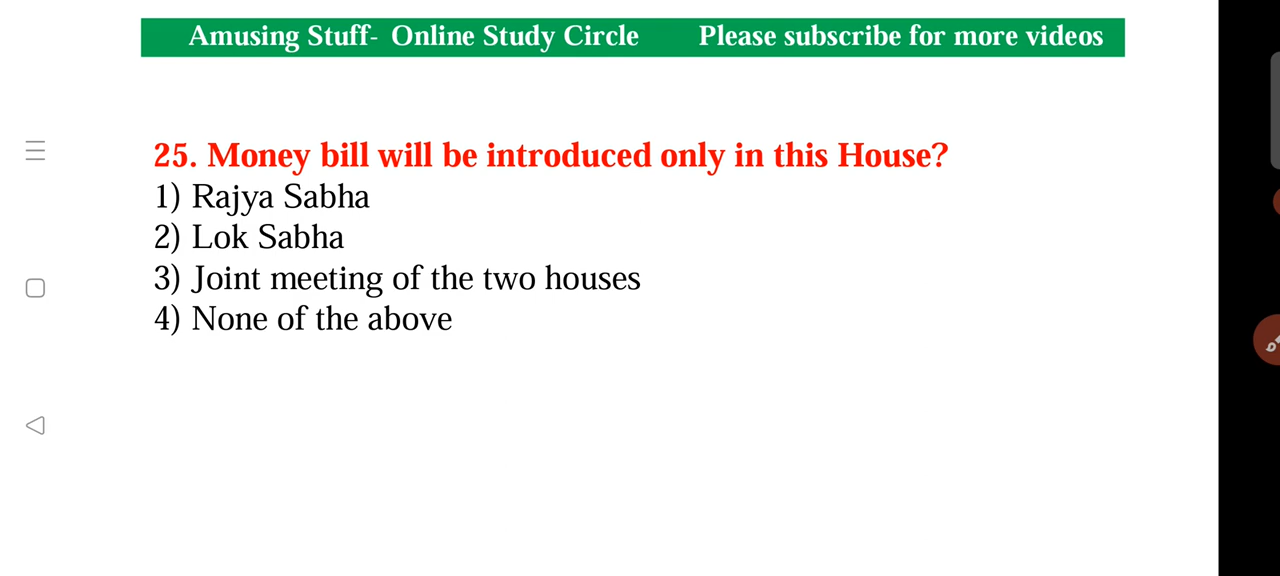 Amusing Stuff- Online Study Circle Please subscribe for more videos
25. Money bill will be introduced only in this House?
1) Rajya Sabha
2) Lok Sabha
3) Joint meeting of the two houses
4) None of the above